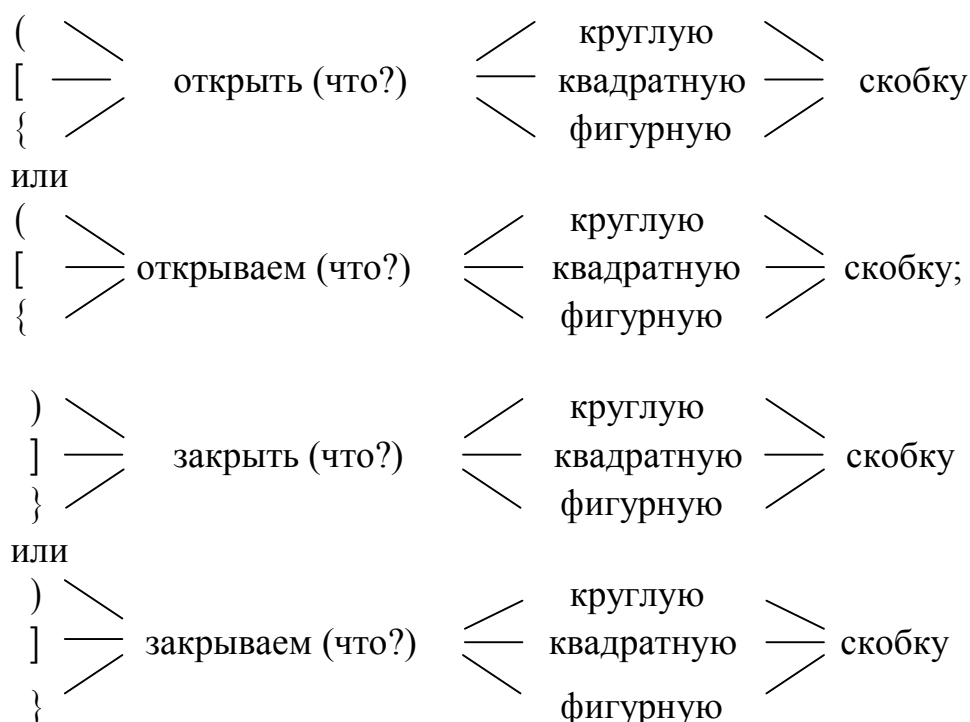 ( круглую
[ открыть (что?) квадратную скобку
{ фигурную
или
( круглую
[ открываем (что?) квадратную скобку;
{ фигурную
) круглую
] закрыть (что?) квадратную скобку
} фигурную
или
) круглую
] закрываем (что?) квадратную скобку
} фигурную